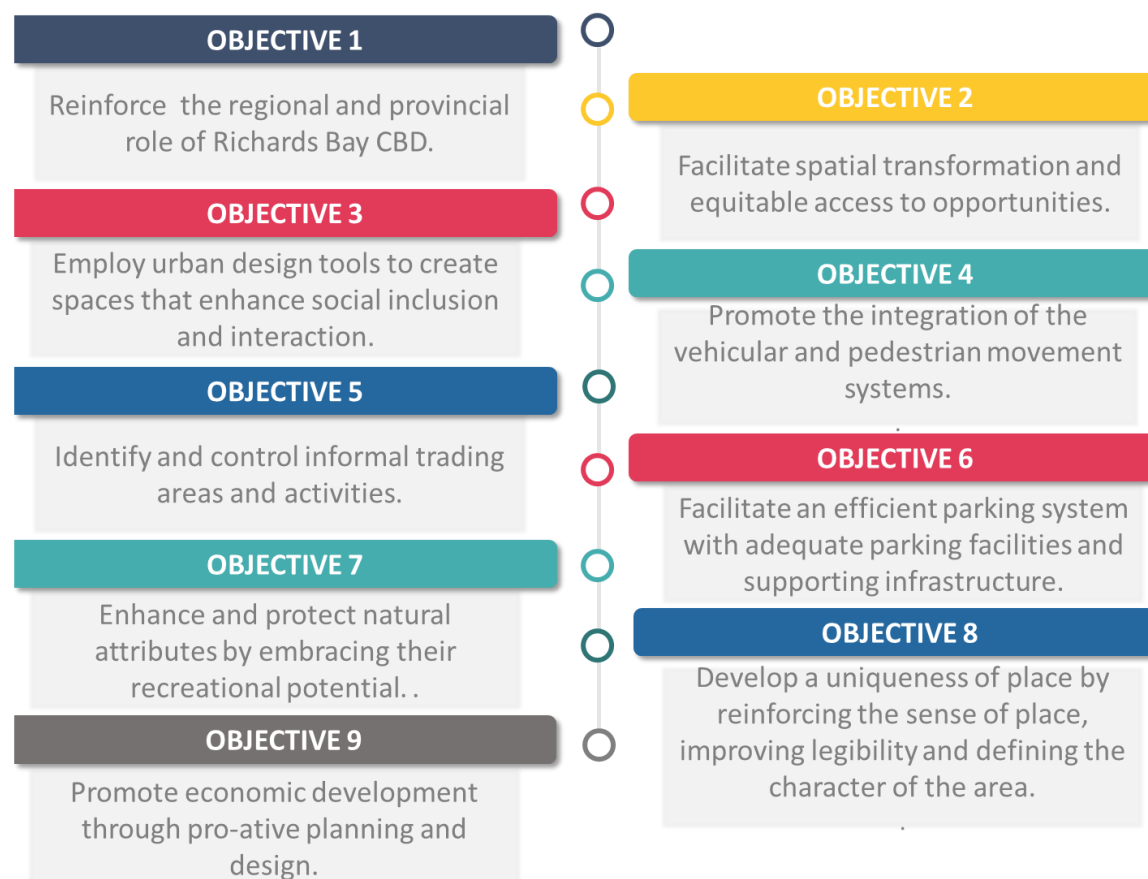 OBJECTIVE 1
Reinforce the regional and provincial
role of Richards Bay CBD.
OBJECTIVE 2
Facilitate spatial transformation and
equitable access to opportunities.
OBJECTIVE 3
Employ urban design tools to create
spaces that enhance social inclusion
and interaction.
OBJECTIVE 4
Promote the integration of the
vehicular and pedestrian movement
systems.
.
OBJECTIVE 5
Identify and control informal trading
areas and activities.
OBJECTIVE 6
Facilitate an efficient parking system
with adequate parking facilities and
supporting infrastructure.
OBJECTIVE 7
Enhance and protect natural
attributes by embracing their
recreational potential. .
OBJECTIVE 8
Develop a uniqueness of place by
reinforcing the sense of place,
improving legibility and defining the
character of the area.
.
OBJECTIVE 9
Promote economic development
through pro-ative planning and
design.